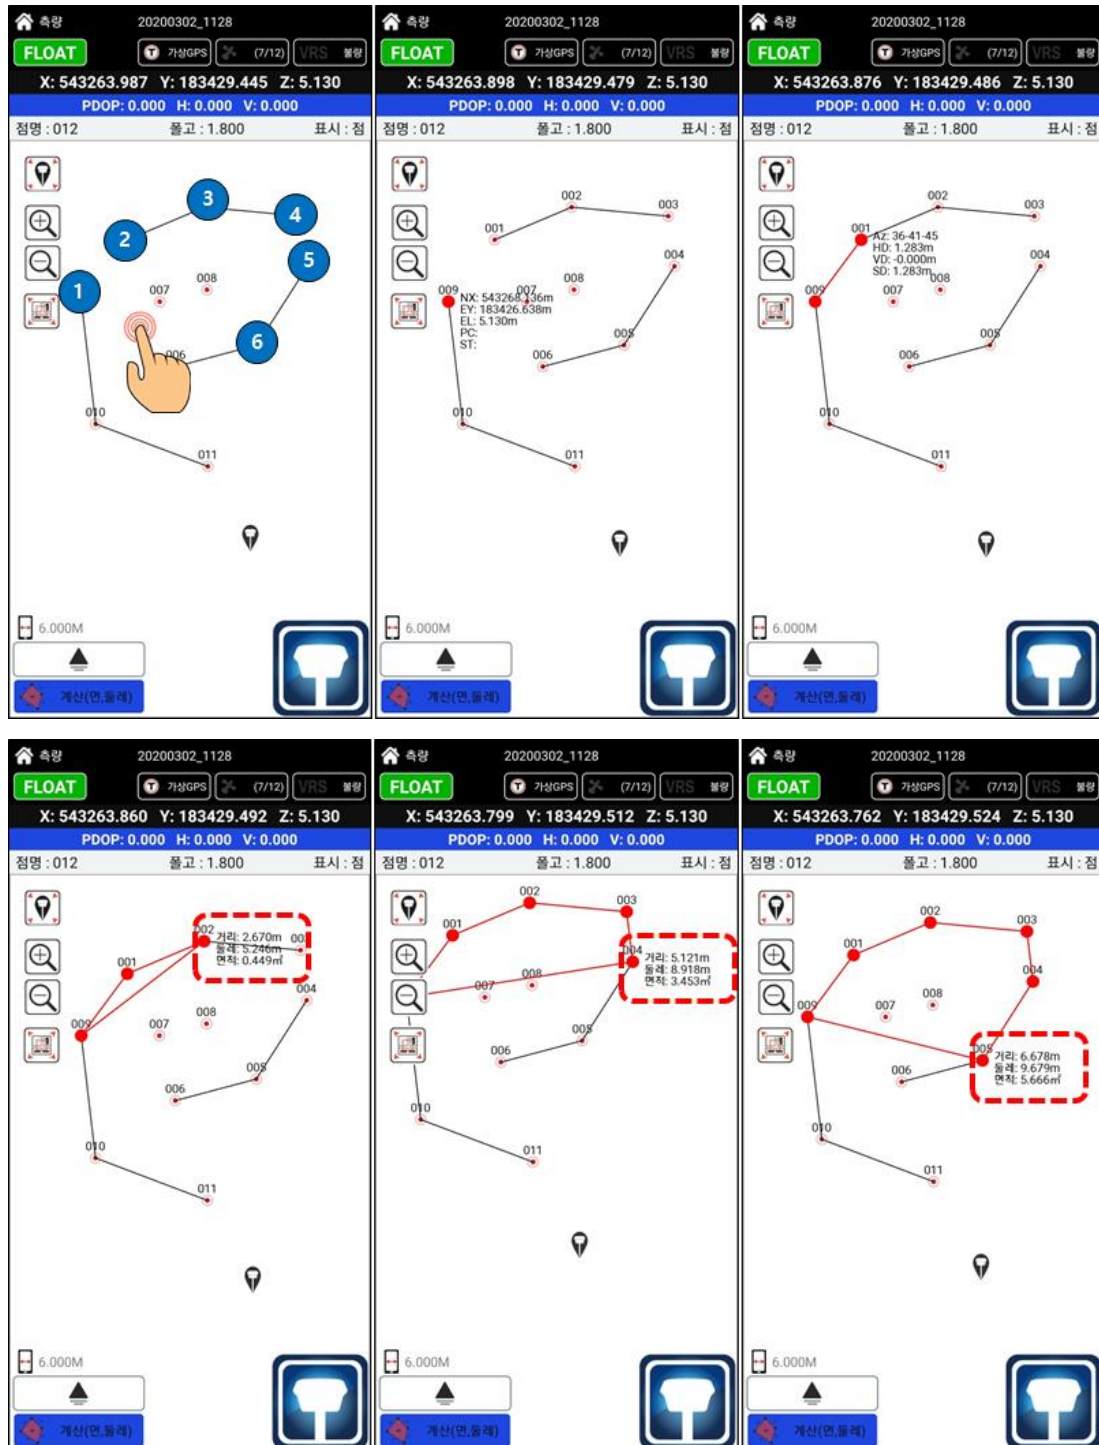 측량 20200302_1128
FLOAT 가상GPS (7/12) VRS 불량
X: 543263.987 Y: 183429.445 Z: 5.130
PDOP: 0.000 H: 0.000 V: 0.000
점명 : 012 폴고 : 1.800 표시 : 점
3
4
2
5
008
1
007
6
006
010
011
6.000M
계산(면,둘레)
측량 20200302_1128
FLOAT 가상GPS (7/12) VRS 불량
X: 543263.898 Y: 183429.479 Z: 5.130
PDOP: 0.000 H: 0.000 V: 0.000
점명 : 012 폴고 : 1.800 표시 : 점
002
003
001
004
008
009
007
NX: 543268.136m
EY: 183426.638m
EL: 5.130m
PC:
ST:
005
006
010
011
6.000M
계산(면,둘레)
측량 20200302_1128
FLOAT 가상GPS (7/12) VRS 불량
X: 543263.876 Y: 183429.486 Z: 5.130
PDOP: 0.000 H: 0.000 V: 0.000
점명 : 012 폴고 : 1.800 표시 : 점
002
003
001
Az: 36-41-45
HD: 1.283m
VD: -0.000m
SD: 1.283m
004
008
009
007
005
006
010
011
6.000M
계산(면,둘레)
측량 20200302_1128
FLOAT 가상GPS (7/12) VRS 불량
X: 543263.860 Y: 183429.492 Z: 5.130
PDOP: 0.000 H: 0.000 V: 0.000
점명 : 012 폴고 : 1.800 표시 : 점
002
거리: 2.670m
둘레: 5.246m
면적: 0.449㎡
003
001
004
008
009
007
005
006
010
011
6.000M
계산(면,둘레)
측량 20200302_1128
FLOAT 가상GPS (7/12) VRS 불량
X: 543263.799 Y: 183429.512 Z: 5.130
PDOP: 0.000 H: 0.000 V: 0.000
점명 : 012 폴고 : 1.800 표시 : 점
002
003
001
004
거리: 5.121m
둘레: 8.918m
면적: 3.453㎡
008
007
005
006
010
011
6.000M
계산(면,둘레)
측량 20200302_1128
FLOAT 가상GPS (7/12) VRS 불량
X: 543263.762 Y: 183429.524 Z: 5.130
PDOP: 0.000 H: 0.000 V: 0.000
점명 : 012 폴고 : 1.800 표시 : 점
002
003
001
004
008
009
007
005
거리: 6.678m
둘레: 9.679m
면적: 5.666㎡
006
010
011
6.000M
계산(면,둘레)